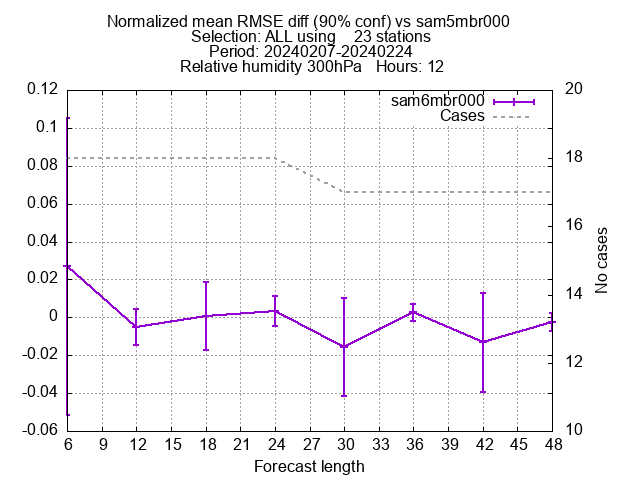 Normalized mean RMSE diff (90% conf) vs sam5mbr000
Selection: ALL using    23 stations
Period: 20240207-20240224
Relative humidity 300hPa   Hours: 12
sam6mbr000
Cases
0.12
0.1
0.08
0.06
0.04
0.02
0
-0.02
-0.04
-0.06
20
18
16
14
12
10
No cases
6 9 12 15 18 21 24 27 30 33 36 39 42 45 48
Forecast length